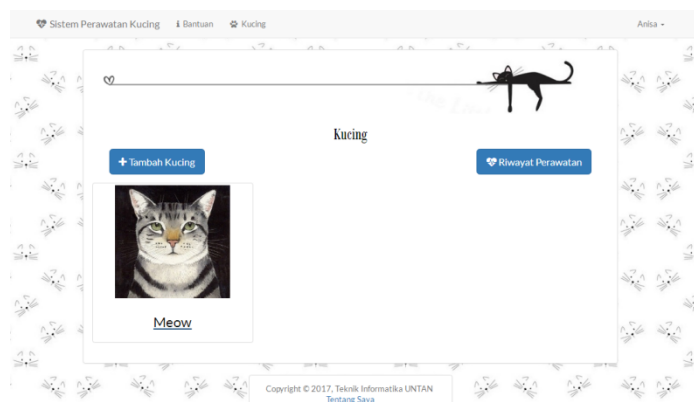 Sistem Perawatan Kucing Bantuan Kucing Anisa
Kucing
Tambah Kucing Riwayat Perawatan
Meow
Copyright © 2017, Teknik Informatika UNTAN
Tentang Saya